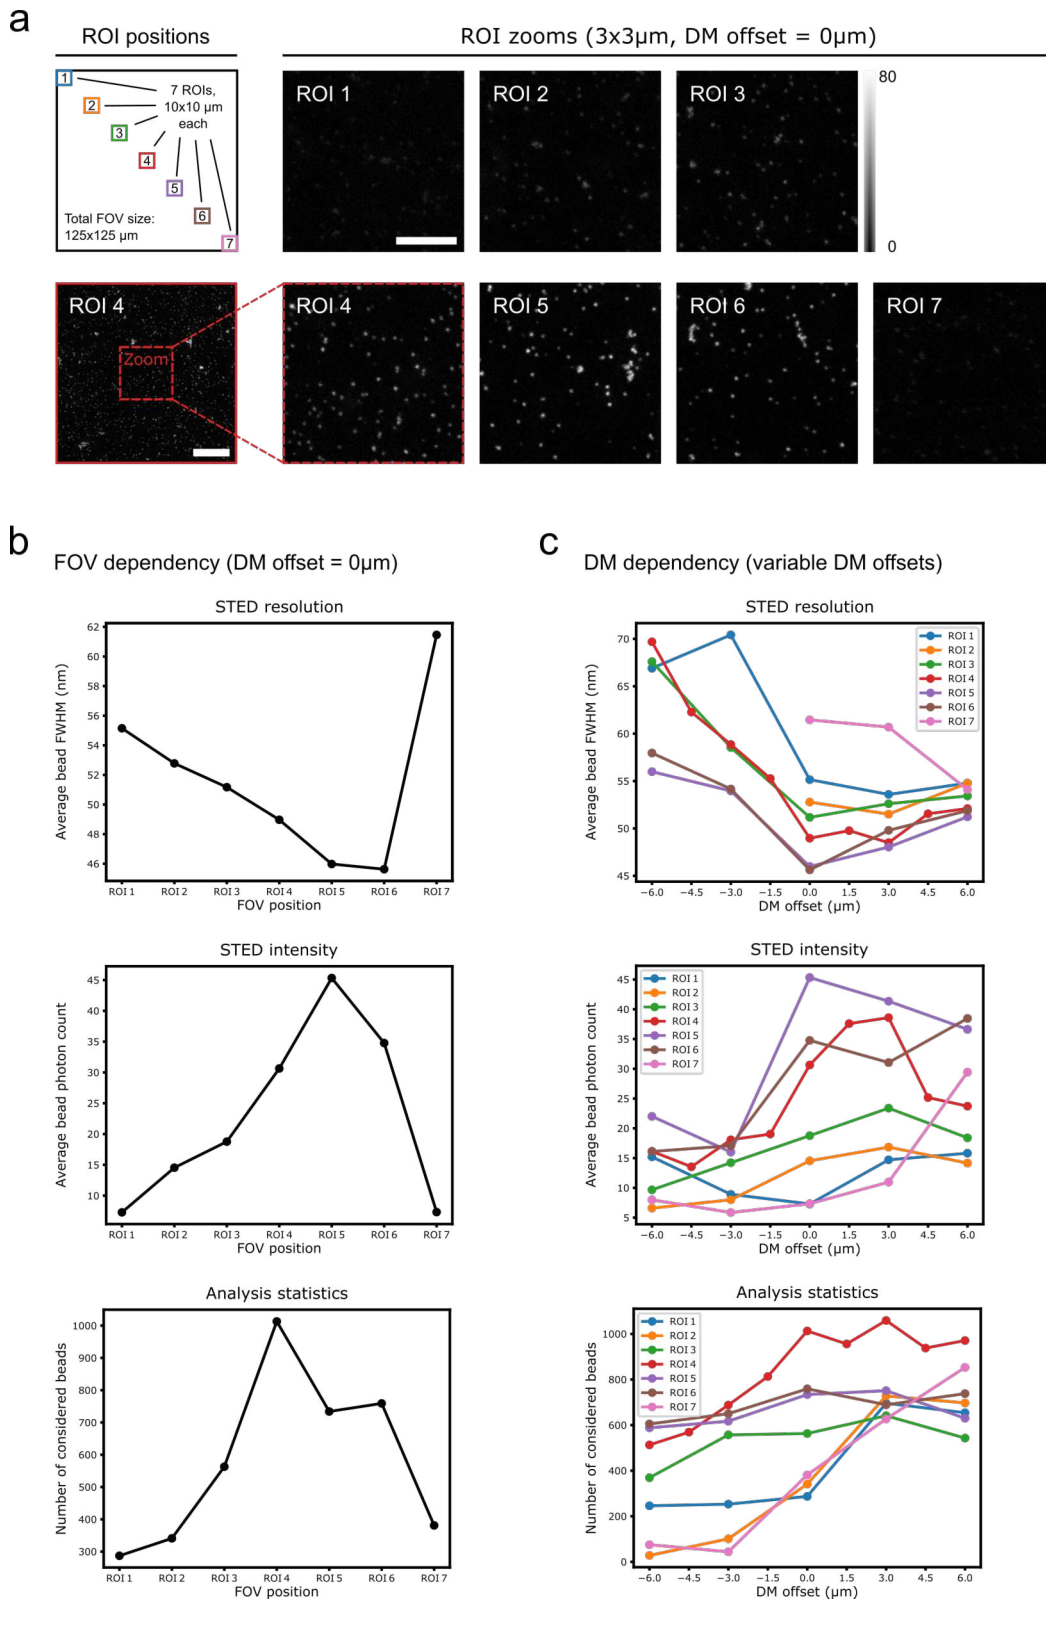 a
ROI positions
ROI zooms (3x3µm, DM offset = 0µm)
1
2
3
4
5
6
7
7 ROIs,
10x10 µm
each
Total FOV size:
125x125 µm
ROI 1
ROI 2
ROI 3
80
0
ROI 4
Zoom
ROI 4
ROI 5
ROI 6
ROI 7
b
FOV dependency (DM offset = 0µm)
STED resolution
Average bead FWHM (nm)
62
60
58
56
54
52
50
48
46
ROI 1 ROI 2 ROI 3 ROI 4 ROI 5 ROI 6 ROI 7
FOV position
STED intensity
Average bead photon count
45
40
35
30
25
20
15
10
ROI 1 ROI 2 ROI 3 ROI 4 ROI 5 ROI 6 ROI 7
FOV position
Analysis statistics
Number of considered beads
1000
900
800
700
600
500
400
300
ROI 1 ROI 2 ROI 3 ROI 4 ROI 5 ROI 6 ROI 7
FOV position
c
DM dependency (variable DM offsets)
STED resolution
Average bead FWHM (nm)
70
65
60
55
50
45
ROI 1
ROI 2
ROI 3
ROI 4
ROI 5
ROI 6
ROI 7
−6.0 −4.5 −3.0 −1.5 0.0 1.5 3.0 4.5 6.0
DM offset (µm)
STED intensity
Average bead photon count
45
40
35
30
25
20
15
10
5
ROI 1
ROI 2
ROI 3
ROI 4
ROI 5
ROI 6
ROI 7
−6.0 −4.5 −3.0 −1.5 0.0 1.5 3.0 4.5 6.0
DM offset (µm)
Analysis statistics
Number of considered beads
1000
800
600
400
200
0
ROI 1
ROI 2
ROI 3
ROI 4
ROI 5
ROI 6
ROI 7
−6.0 −4.5 −3.0 −1.5 0.0 1.5 3.0 4.5 6.0
DM offset (µm)